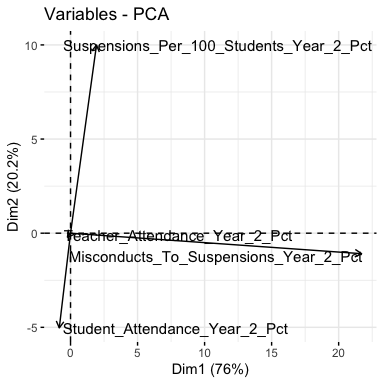 Variables - PCA
10
Suspensions_Per_100_Students_Year_2_Pct
5
Dim2 (20.2%)
0
Teacher_Attendance_Year_2_Pct
Misconducts_To_Suspensions_Year_2_Pct
-5
Student_Attendance_Year_2_Pct
0 5 10 15 20
Dim1 (76%)